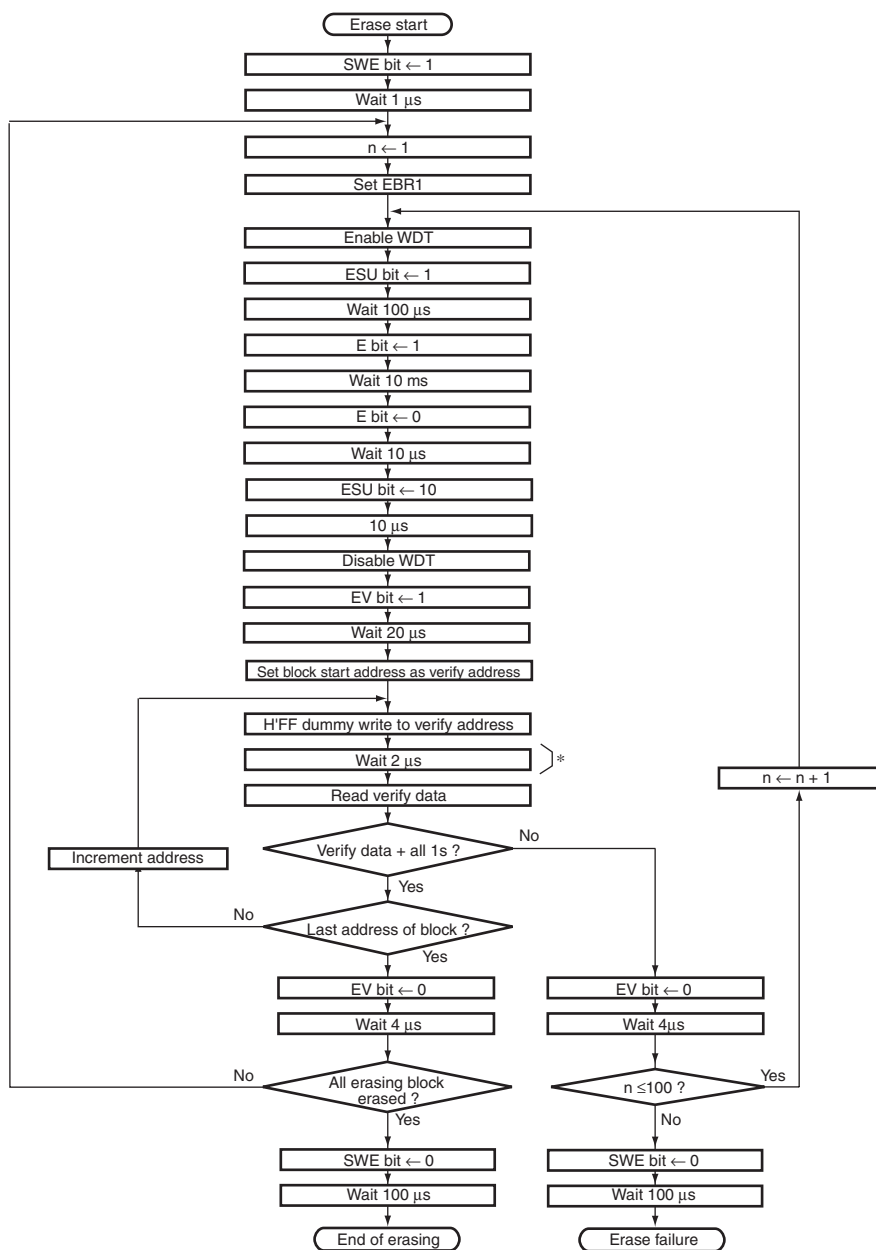 Erase start
SWE bit ← 1
Wait 1 μs
n ← 1
Set EBR1
Enable WDT
ESU bit ← 1
Wait 100 μs
E bit ← 1
Wait 10 ms
E bit ← 0
Wait 10 μs
ESU bit ← 10
10 μs
Disable WDT
EV bit ← 1
Wait 20 μs
Set block start address as verify address
H'FF dummy write to verify address
Wait 2 μs
*
n ← n + 1
Read verify data
Verify data + all 1s ?
No
Increment address
Yes
No
Last address of block ?
Yes
EV bit ← 0
EV bit ← 0
Wait 4 μs
Wait 4μs
No
All erasing block
erased ?
n ≤100 ?
Yes
Yes
No
SWE bit ← 0
SWE bit ← 0
Wait 100 μs
Wait 100 μs
End of erasing
Erase failure